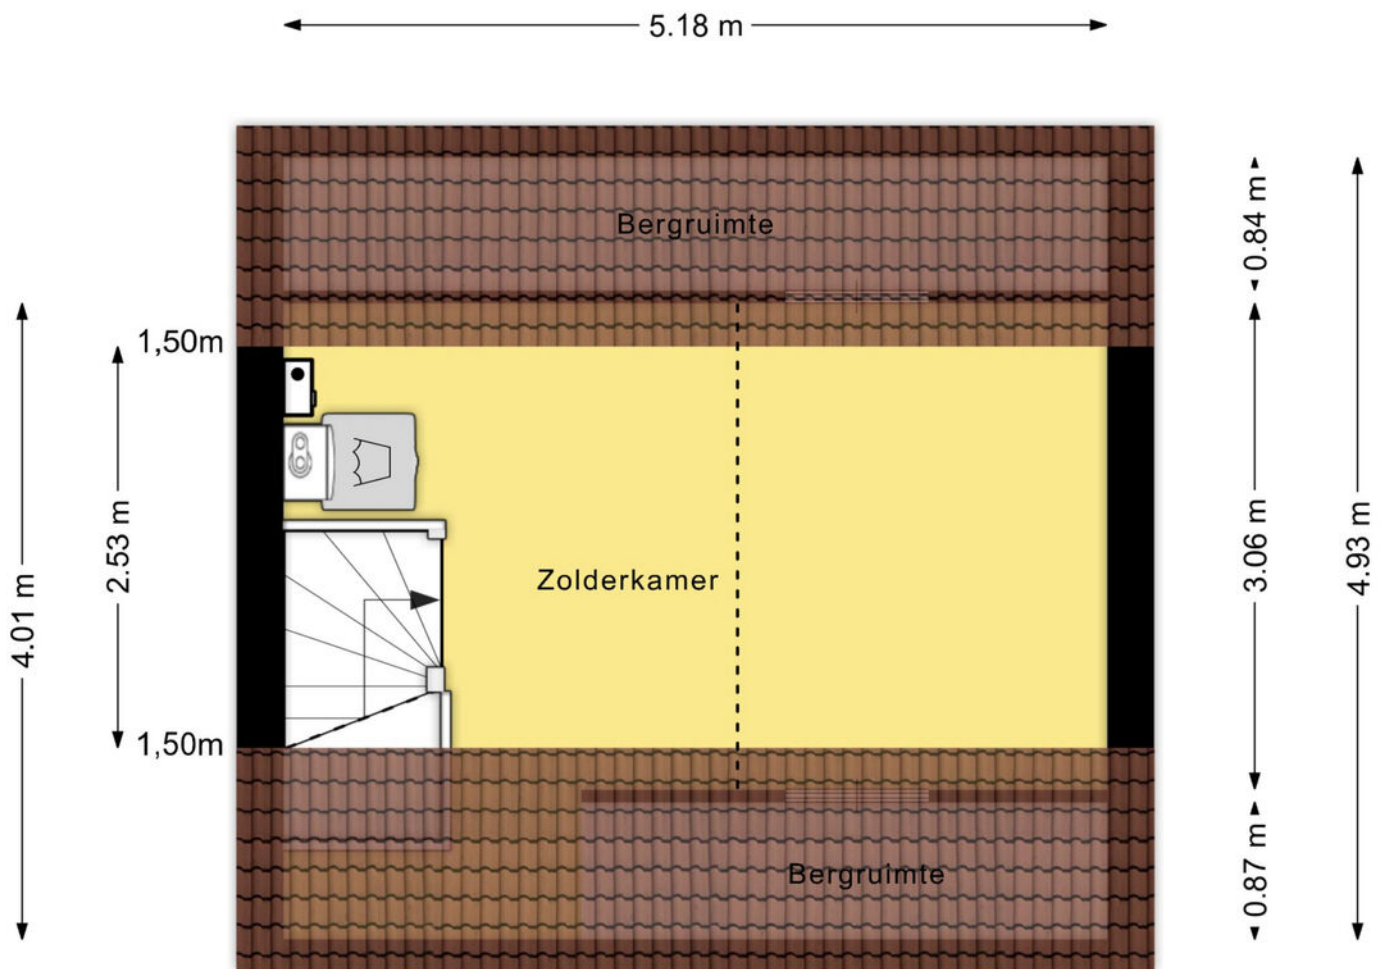 5.18 m
Bergruimte
0.84 m
1,50m
2.53 m
4.01 m
Zolderkamer
3.06 m
4.93 m
1,50m
Bergruimte
0.87 m